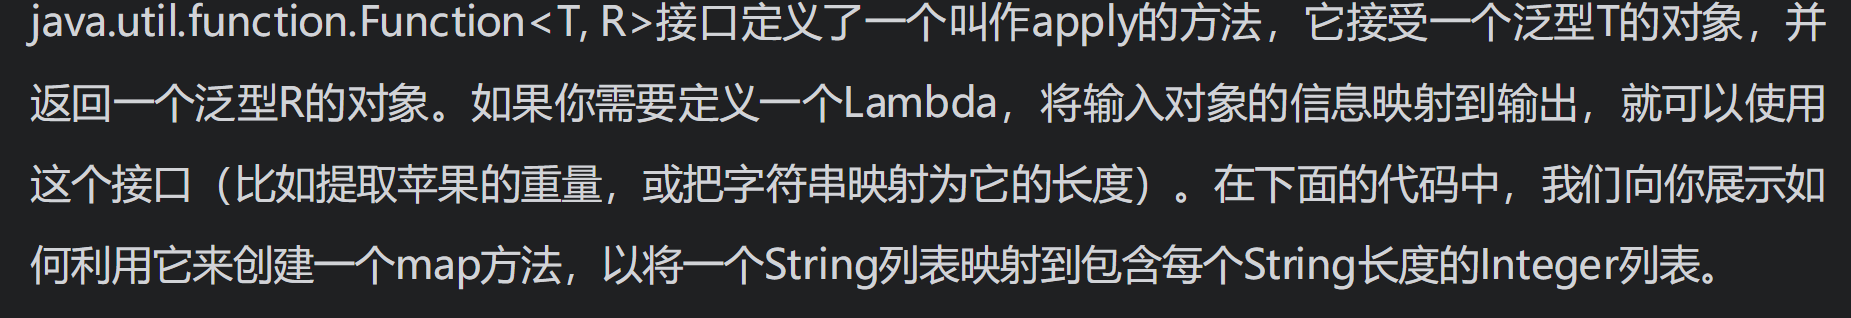 java.util.function.Function<T, R>接口定义了一个叫作apply的方法，它接受一个泛型T的对象，并
返回一个泛型R的对象。如果你需要定义一个Lambda，将输入对象的信息映射到输出，就可以使用
这个接口（比如提取苹果的重量，或把字符串映射为它的长度）。在下面的代码中，我们向你展示如
何利用它来创建一个map方法，以将一个String列表映射到包含每个String长度的Integer列表。